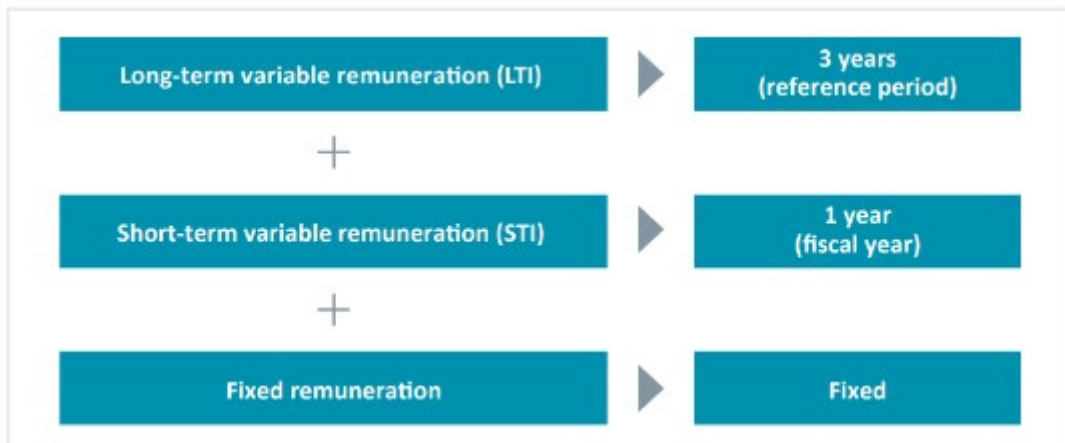 Long-term variable remuneration (LTI)
3 years
(reference period)
+
Short-term variable remuneration (STI)
1 year
(fiscal year)
+
Fixed remuneration
Fixed